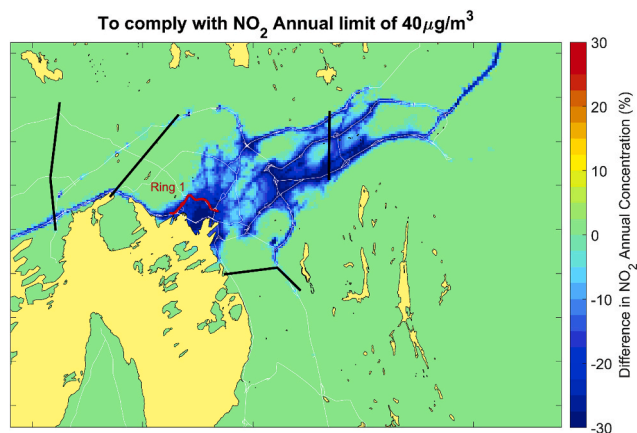 To comply with NO₂ Annual limit of 40μg/m³
Ring 1
30
20
10
0
-10
-20
-30
Difference in NO₂ Annual Concentration (%)